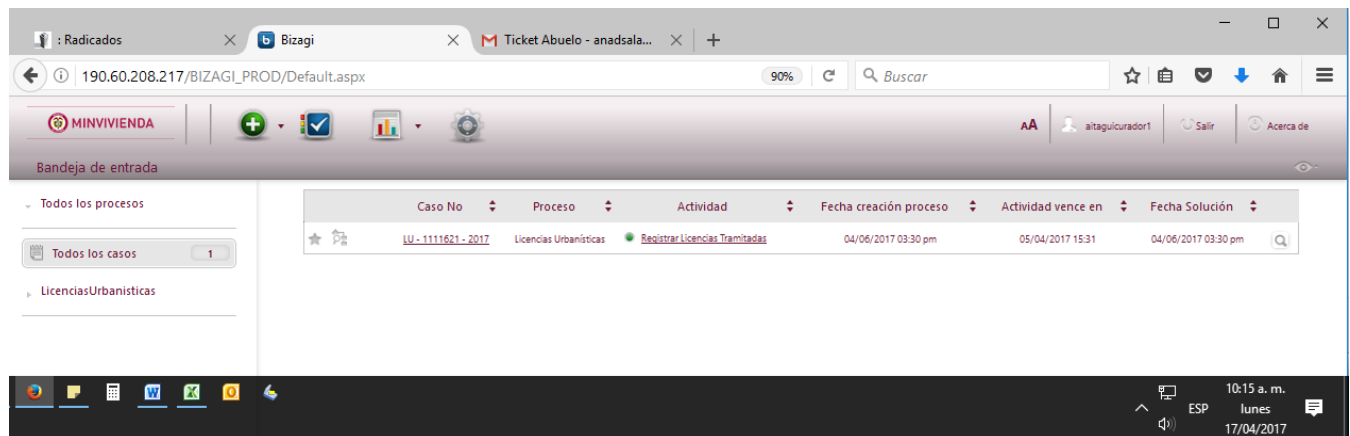 : Radicados
Bizagi
Ticket Abuelo - anadsala...
190.60.208.217/BIZAGI_PROD/Default.aspx
90%
Buscar
MINVIVIENDA
AA
aitaguicurador1
Salir
Acerca de
Bandeja de entrada
Todos los procesos
Todos los casos 1
LicenciasUrbanisticas
Caso No Proceso Actividad Fecha creación proceso Actividad vence en Fecha Solución
LU - 1111621 - 2017 Licencias Urbanísticas Registrar Licencias Tramitadas 04/06/2017 03:30 pm 05/04/2017 15:31 04/06/2017 03:30 pm
ESP
10:15 a. m.
lunes
17/04/2017